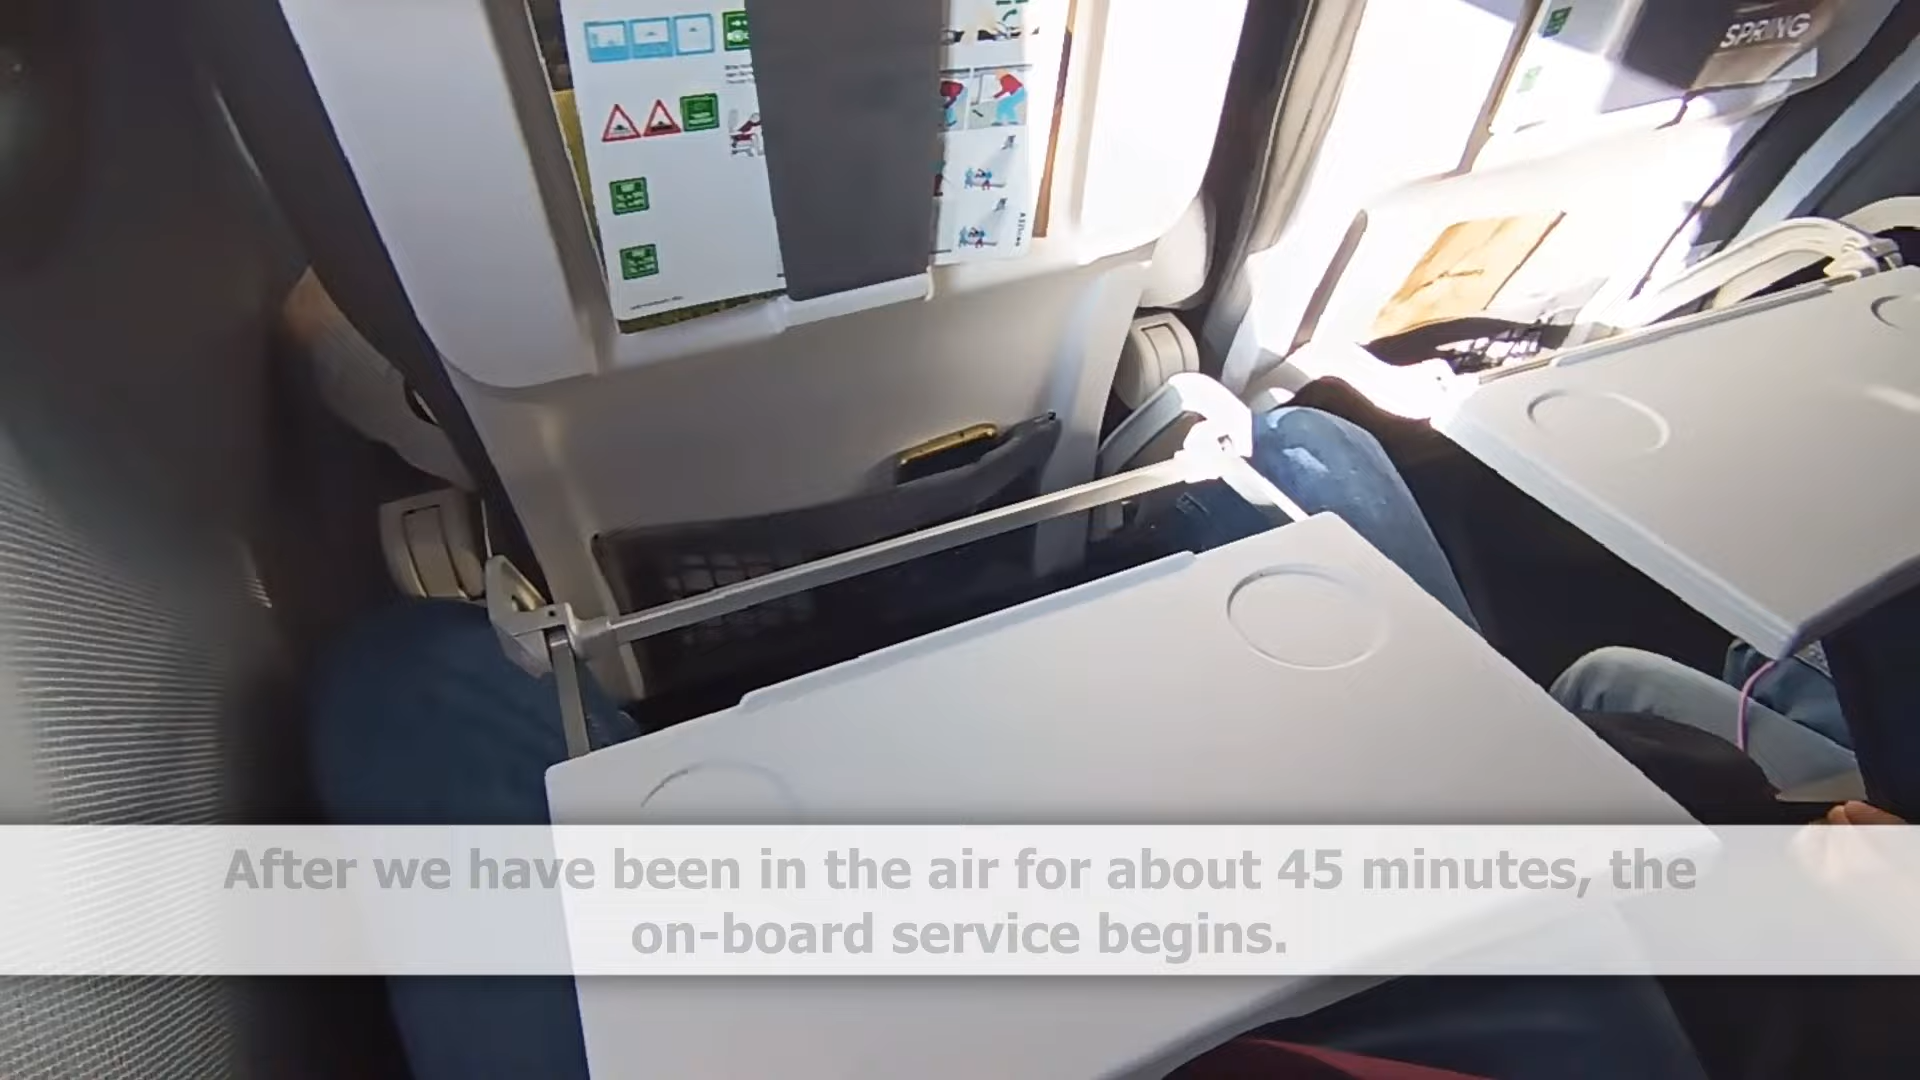 SPRING
After we have been in the air for about 45 minutes, the
on-board service begins.